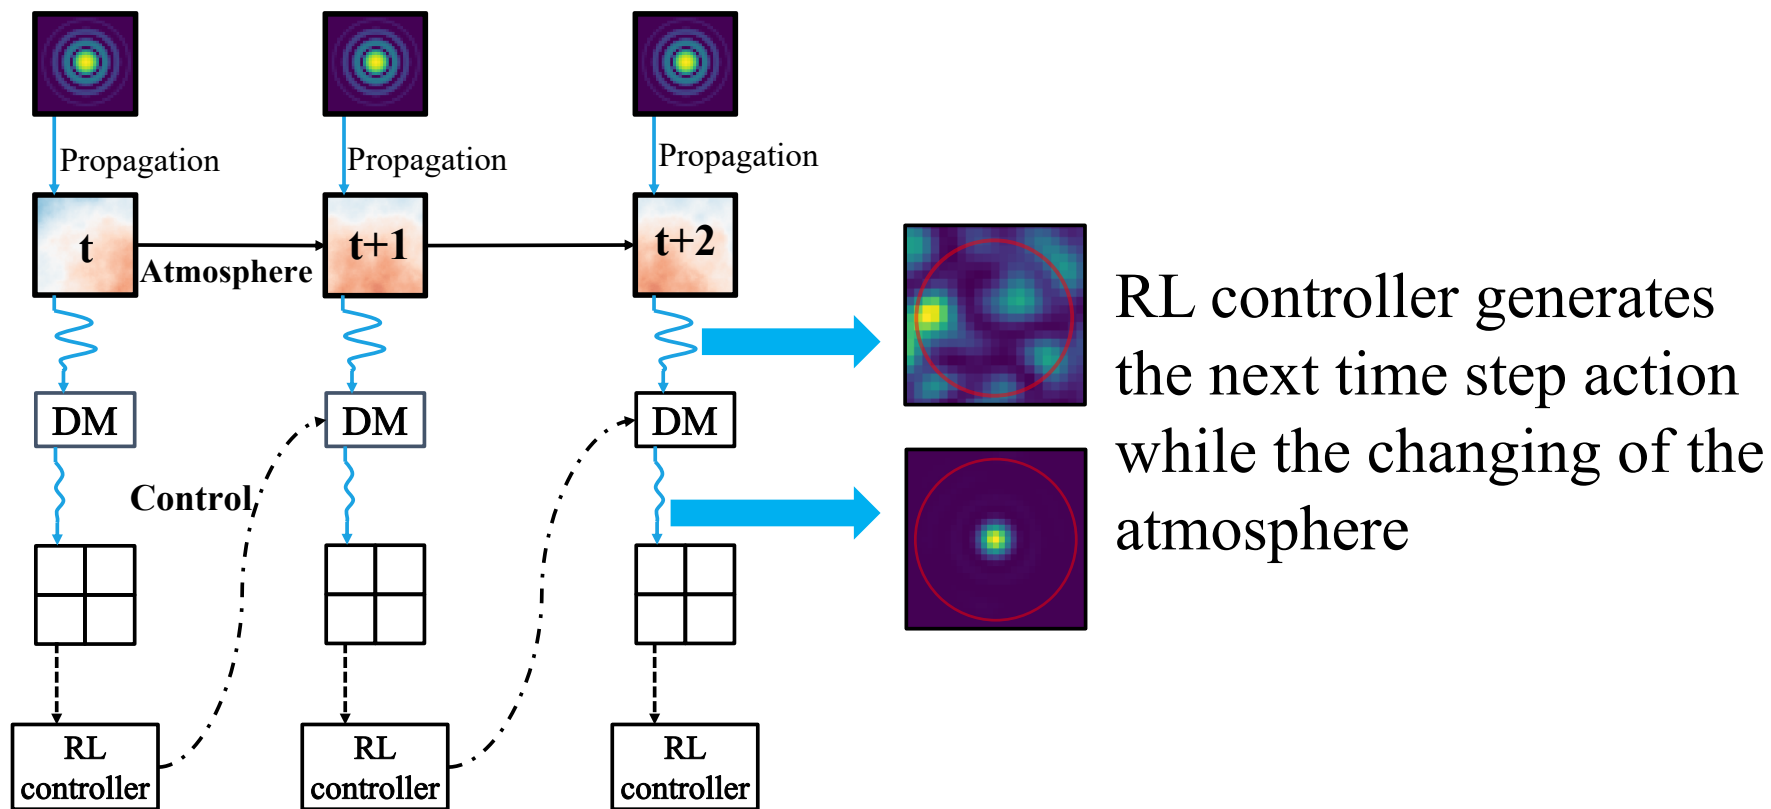 Propagation
Propagation
Propagation
t
t+1
t+2
Atmosphere
RL controller generates
the next time step action
while the changing of the
atmosphere
DM
DM
DM
Control
RL
controller
RL
controller
RL
controller